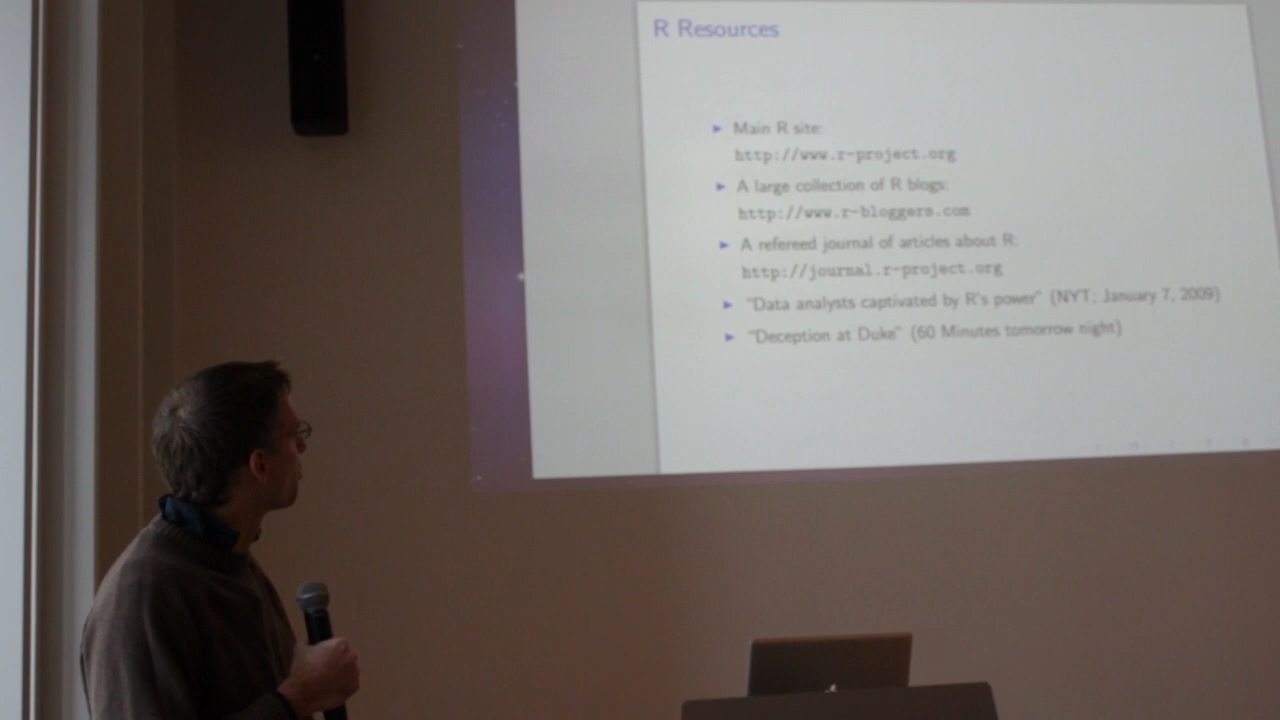 R Resources
► Main R site:
http://www.r-project.org
► A large collection of R blogs:
http://www.r-bloggers.com
► A refereed journal of articles about R:
http://journal.r-project.org
► "Data analysts captivated by R's power" (NYT; January 7, 2009)
► "Deception at Duke" (60 Minutes tomorrow night)